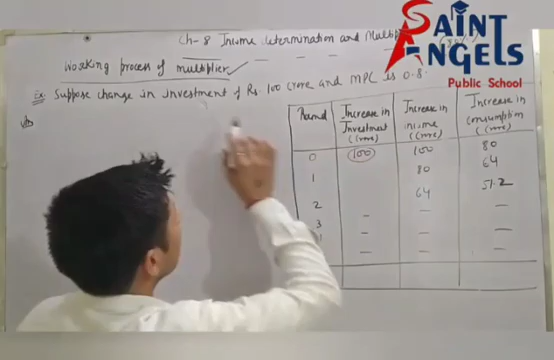 SAINT
ANGELS
Public School
Ch-8 Income determination and Multipl
Working process of multiplier ✓
Ex: Suppose change in investment of Rs. 100 crore and MPC is 0.8.
Round Increase in Investment (crore) Increase in income (crore) Increase in consumption (crore)
0 100 100 80
1 80 64
2 64 51.2
3 - - -
- - -